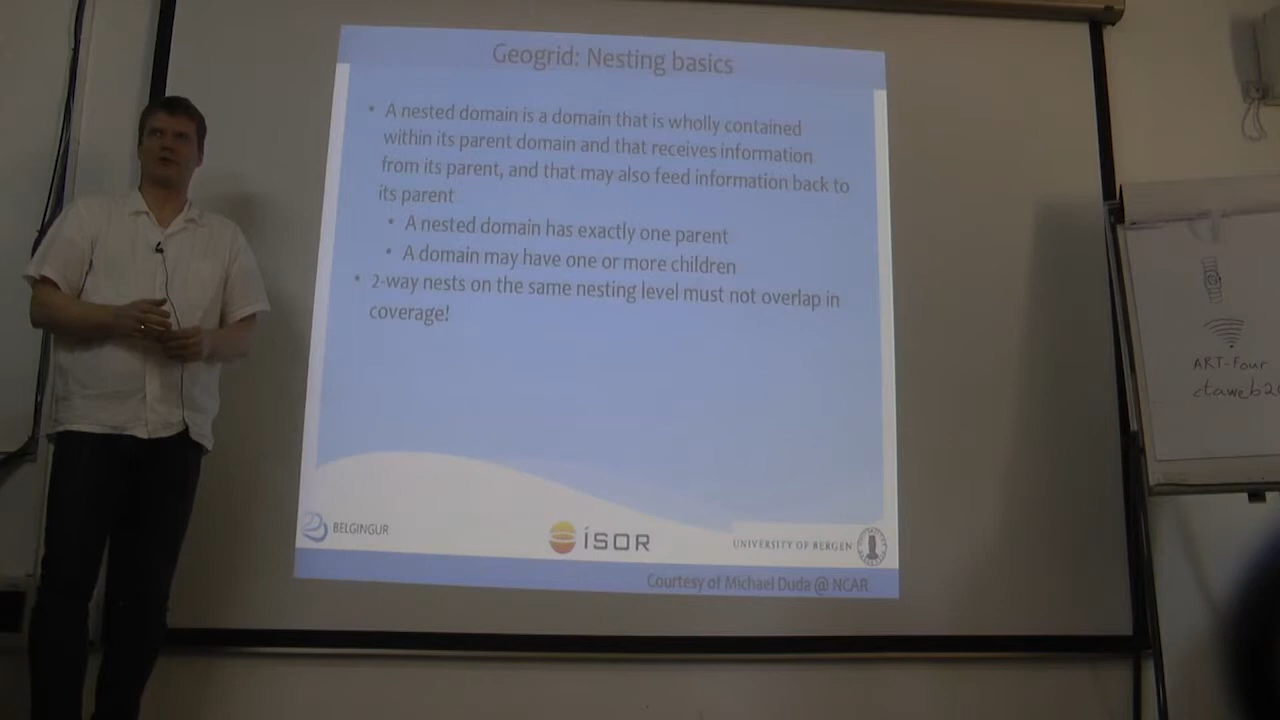 Geogrid: Nesting basics
• A nested domain is a domain that is wholly contained
within its parent domain and that receives information
from its parent, and that may also feed information back to
its parent
• A nested domain has exactly one parent
• A domain may have one or more children
• 2-way nests on the same nesting level must not overlap in
coverage!
BELGINGUR
ÍSOR
UNIVERSITY OF BERGEN
Courtesy of Michael Duda @ NCAR
ART-Four